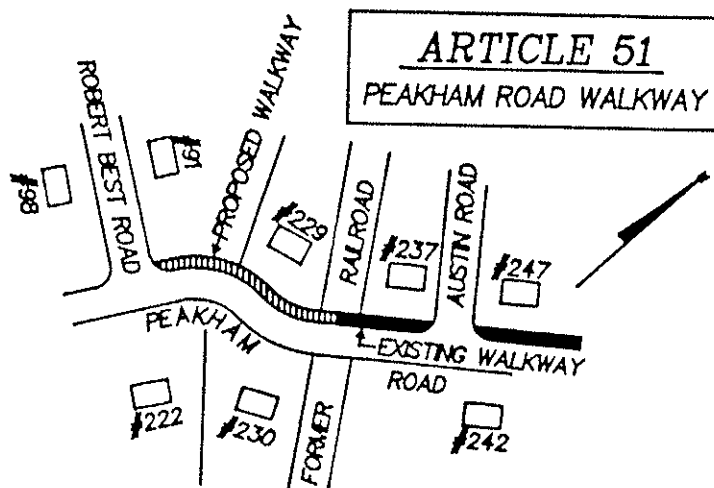 ARTICLE 51
PEAKHAM ROAD WALKWAY
ROBERT BEST ROAD
#98
#91
PROPOSED WALKWAY
#229
RAILROAD
#237
AUSTIN ROAD
#247
PEAKHAM
EXISTING WALKWAY
ROAD
#222
#230
FORMER
#242